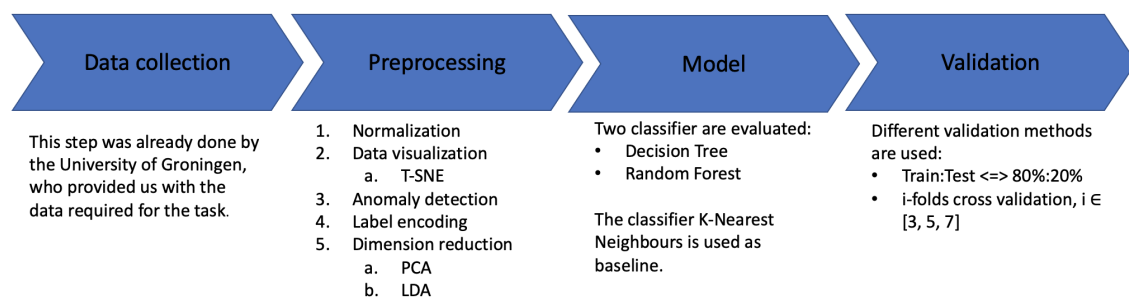 Data collection
This step was already done by
the University of Groningen,
who provided us with the
data required for the task.
Preprocessing
1. Normalization
2. Data visualization
a. T-SNE
3. Anomaly detection
4. Label encoding
5. Dimension reduction
a. PCA
b. LDA
Model
Two classifier are evaluated:
• Decision Tree
• Random Forest
The classifier K-Nearest
Neighbours is used as
baseline.
Validation
Different validation methods
are used:
• Train:Test <=> 80%:20%
• i-folds cross validation, i ∈
[3, 5, 7]